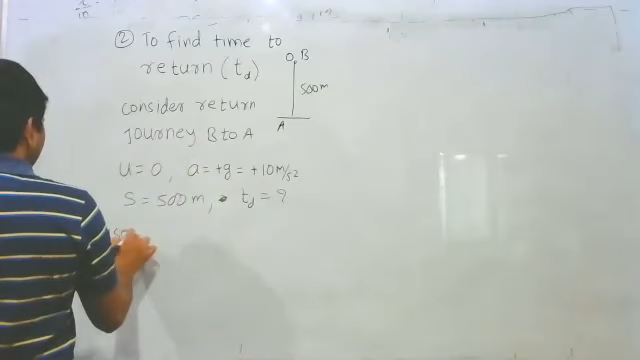 ② To find time to
return (t_d)
O B
500m
A
consider return
Journey B to A
u = 0, a = +g = +10 m/s²
S = 500 m, t_d = ?